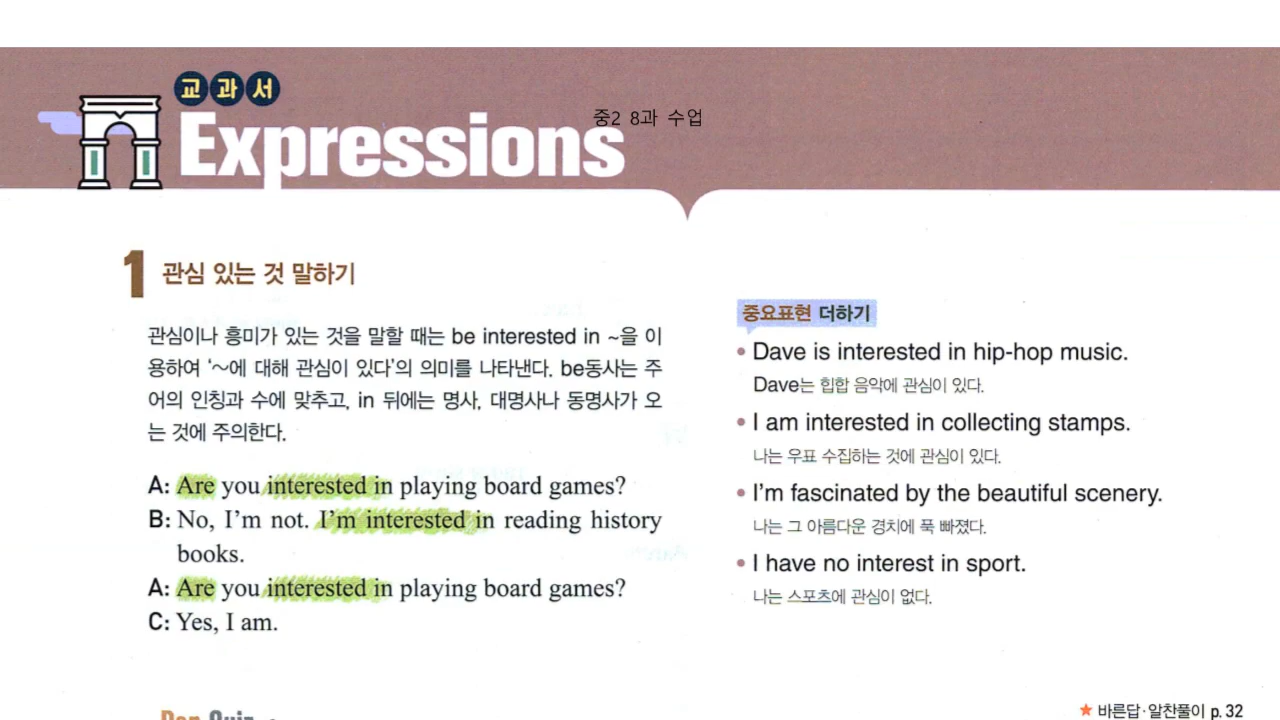 교과서
Expressions
중2 8과 수업
1 관심 있는 것 말하기
관심이나 흥미가 있는 것을 말할 때는 be interested in ~을 이
용하여 ‘~에 대해 관심이 있다’의 의미를 나타낸다. be동사는 주
어의 인칭과 수에 맞추고, in 뒤에는 명사, 대명사나 동명사가 오
는 것에 주의한다.
A: Are you interested in playing board games?
B: No, I’m not. I’m interested in reading history
books.
A: Are you interested in playing board games?
C: Yes, I am.
중요표현 더하기
• Dave is interested in hip-hop music.
Dave는 힙합 음악에 관심이 있다.
• I am interested in collecting stamps.
나는 우표 수집하는 것에 관심이 있다.
• I’m fascinated by the beautiful scenery.
나는 그 아름다운 경치에 푹 빠졌다.
• I have no interest in sport.
나는 스포츠에 관심이 없다.
Pop Quiz
★ 바른답·알찬풀이 p. 32